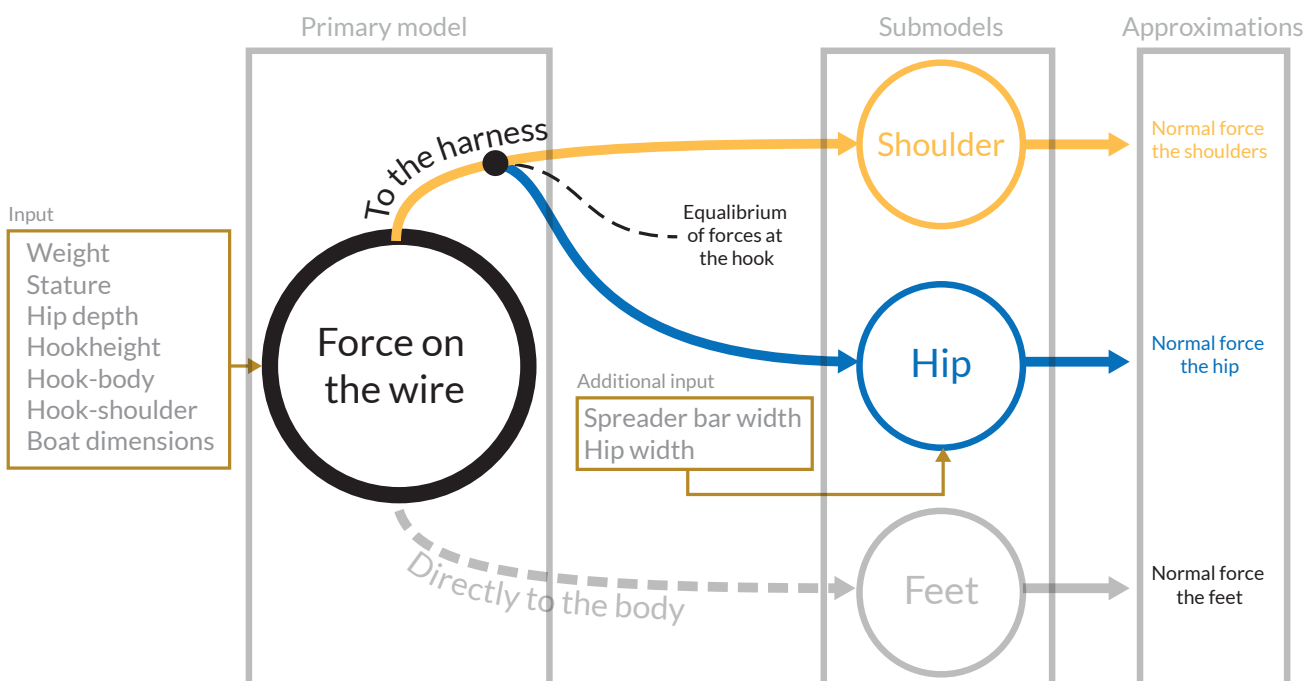 Primary model
Submodels
Approximations
To the harness
Shoulder
Normal force
the shoulders
Input
Weight
Stature
Hip depth
Hookheight
Hook-body
Hook-shoulder
Boat dimensions
Equalibrium
of forces at
the hook
Force on
the wire
Hip
Normal force
the hip
Additional input
Spreader bar width
Hip width
Directly to the body
Feet
Normal force
the feet